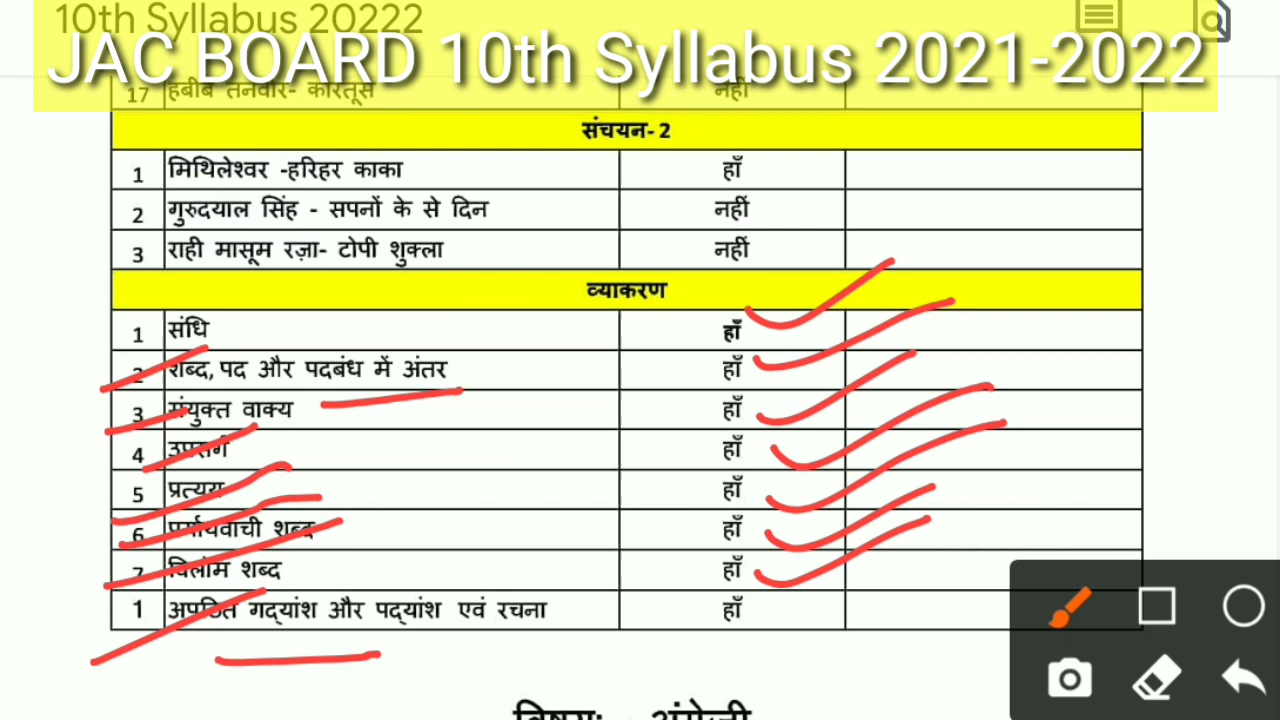 10th Syllabus 20222
JAC BOARD 10th Syllabus 2021-2022
17 हबीब तनवीर- कारतूस नहीं
संचयन- 2
1 मिथिलेश्वर -हरिहर काका हाँ
2 गुरुदयाल सिंह - सपनों के से दिन नहीं
3 राही मासूम रज़ा- टोपी शुक्ला नहीं
व्याकरण
1 संधि हाँ
2 शब्द, पद और पदबंध में अंतर हाँ
3 संयुक्त वाक्य हाँ
4 उपसर्ग हाँ
5 प्रत्यय हाँ
6 पर्यायवाची शब्द हाँ
7 विलोम शब्द हाँ
1 अपठित गद्यांश और पद्यांश एवं रचना हाँ
विषय: - अंग्रेजी